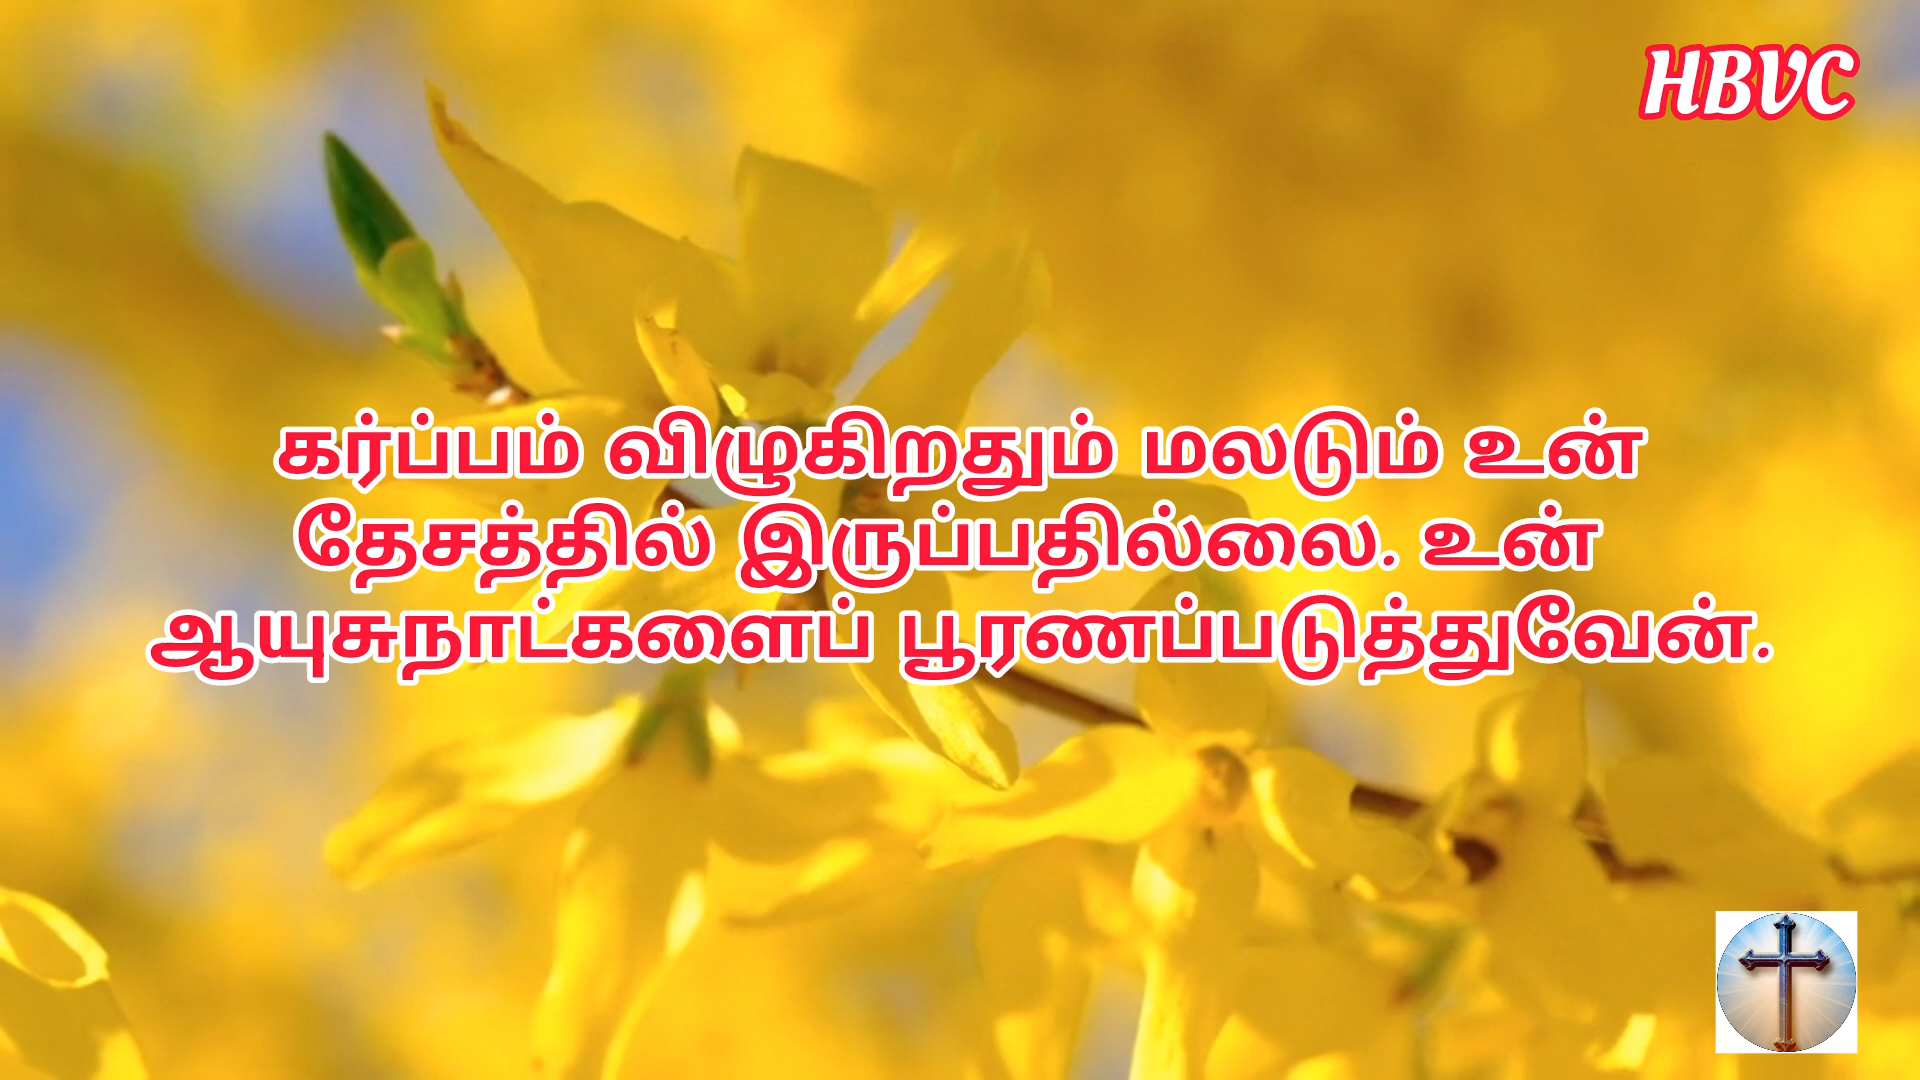 HBVC
கர்ப்பம் விழுகிறதும் மலடும் உன்
தேசத்தில் இருப்பதில்லை. உன்
ஆயுசுநாட்களைப் பூரணப்படுத்துவேன்.